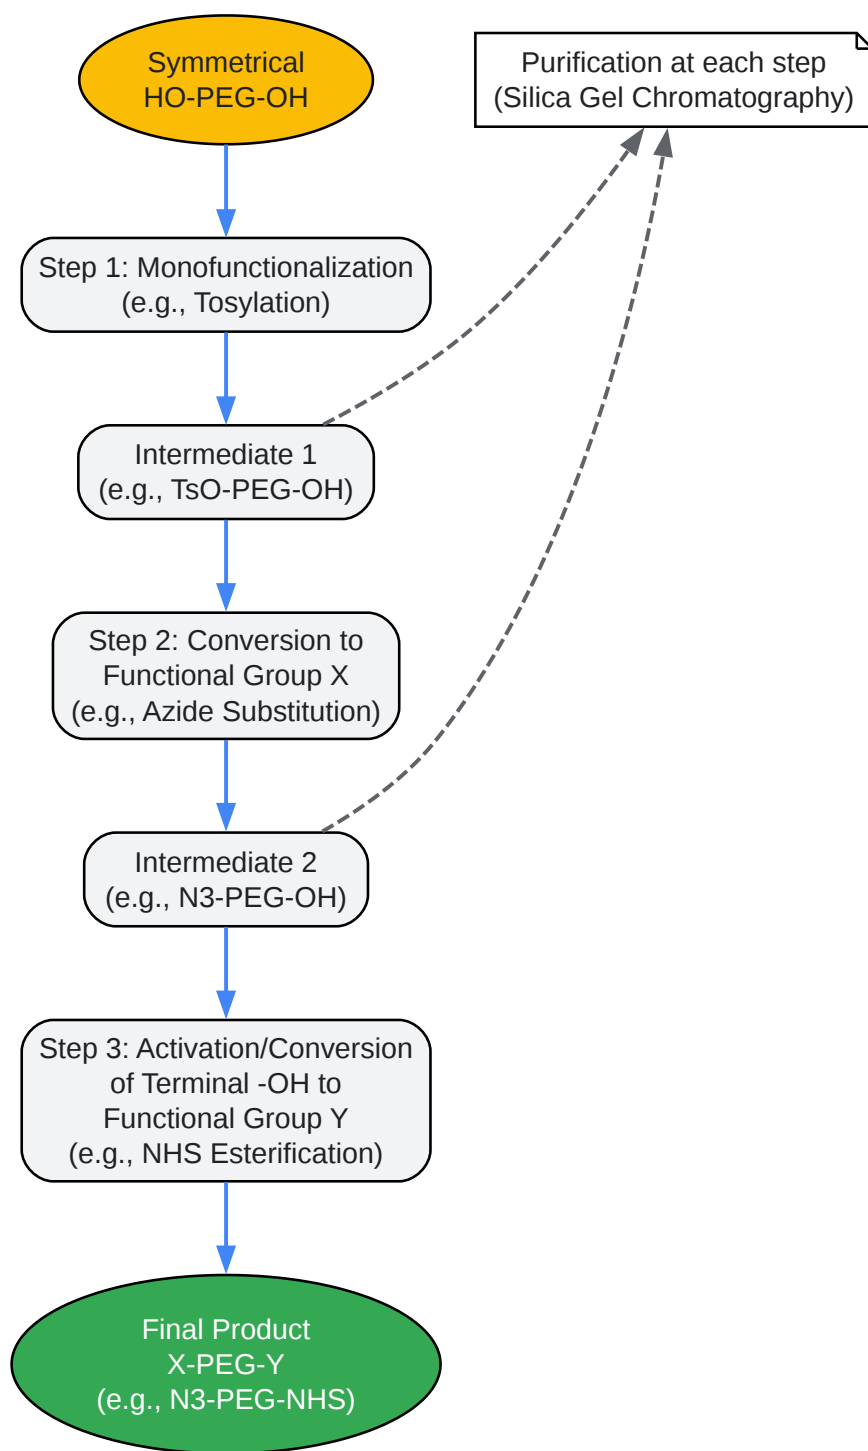 Symmetrical
HO-PEG-OH
Purification at each step
(Silica Gel Chromatography)
Step 1: Monofunctionalization
(e.g., Tosylation)
Intermediate 1
(e.g., TsO-PEG-OH)
Step 2: Conversion to
Functional Group X
(e.g., Azide Substitution)
Intermediate 2
(e.g., N3-PEG-OH)
Step 3: Activation/Conversion
of Terminal -OH to
Functional Group Y
(e.g., NHS Esterification)
Final Product
X-PEG-Y
(e.g., N3-PEG-NHS)